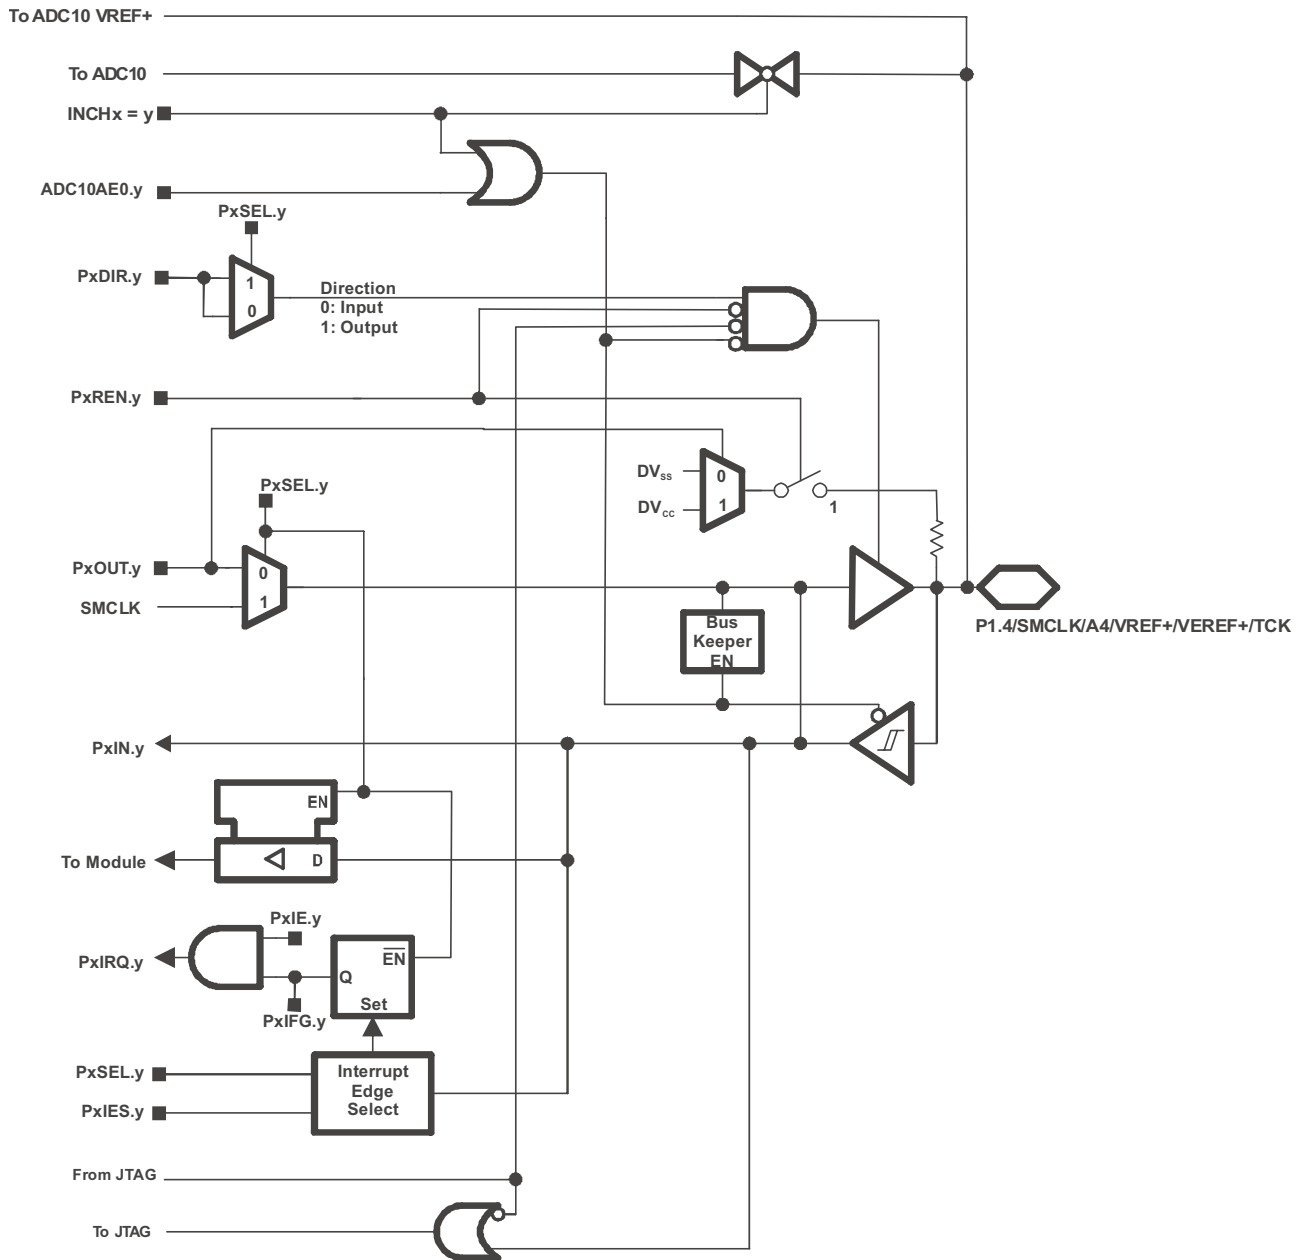 To ADC10 VREF+
To ADC10
INCHx = y
ADC10AE0.y
PxSEL.y
PxDIR.y
1
0
Direction
0: Input
1: Output
PxREN.y
DVss
0
DVcc
1
1
PxSEL.y
PxOUT.y
0
SMCLK
1
Bus
Keeper
EN
P1.4/SMCLK/A4/VREF+/VEREF+/TCK
PxIN.y
EN
To Module
D
PxIE.y
PxIRQ.y
EN
Q
Set
PxIFG.y
PxSEL.y
PxIES.y
Interrupt
Edge
Select
From JTAG
To JTAG